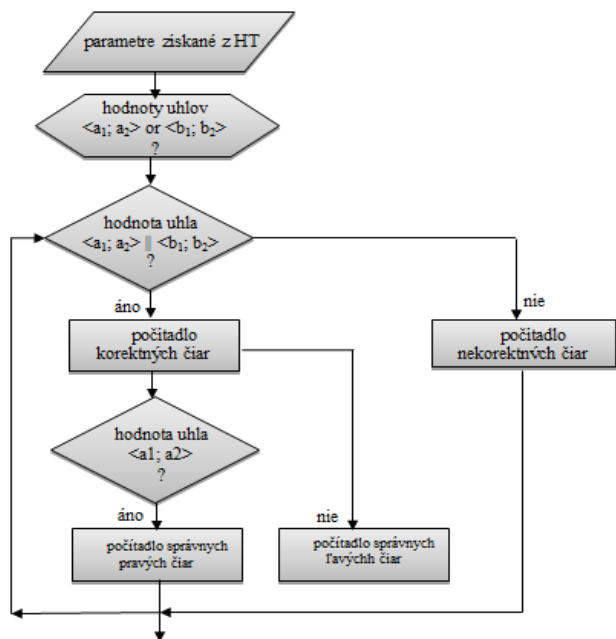 parametre získané z HT
hodnoty uhlov
<a₁; a₂> or <b₁; b₂>
?
hodnota uhla
<a₁; a₂> || <b₁; b₂>
?
áno
nie
počítadlo
korektných čiar
počítadlo
nekorektných čiar
hodnota uhla
<a1; a2>
?
áno
nie
počítadlo správnych
pravých čiar
počítadlo správnych
ľavýchh čiar